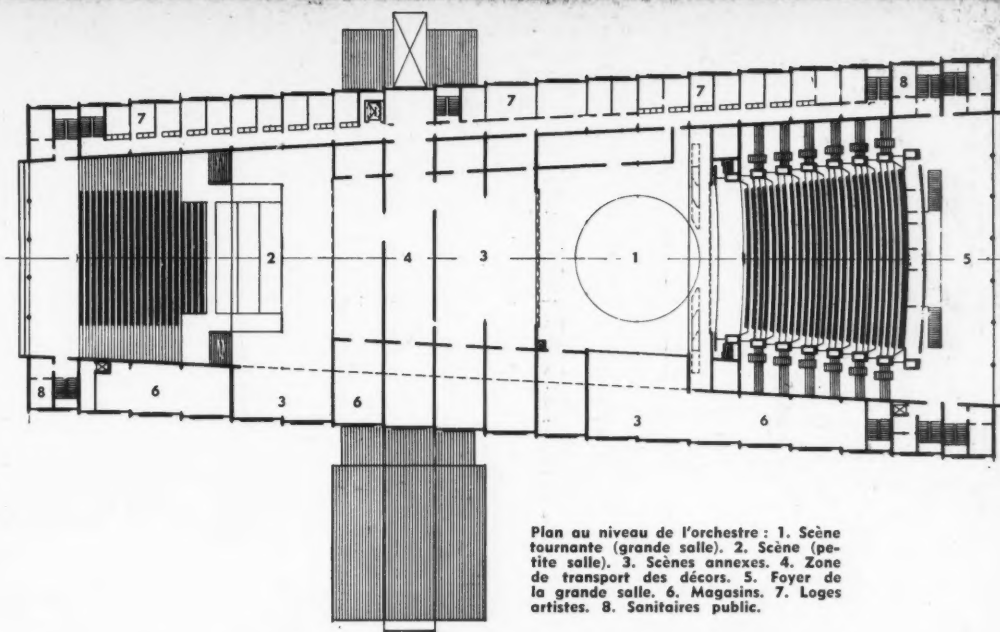 7
7
7
8
2
4
3
1
5
8
6
3
6
3
6
Plan au niveau de l'orchestre : 1. Scène
tournante (grande salle). 2. Scène (pe-
tite salle). 3. Scènes annexes. 4. Zone
de transport des décors. 5. Foyer de
la grande salle. 6. Magasins. 7. Loges
artistes. 8. Sanitaires public.